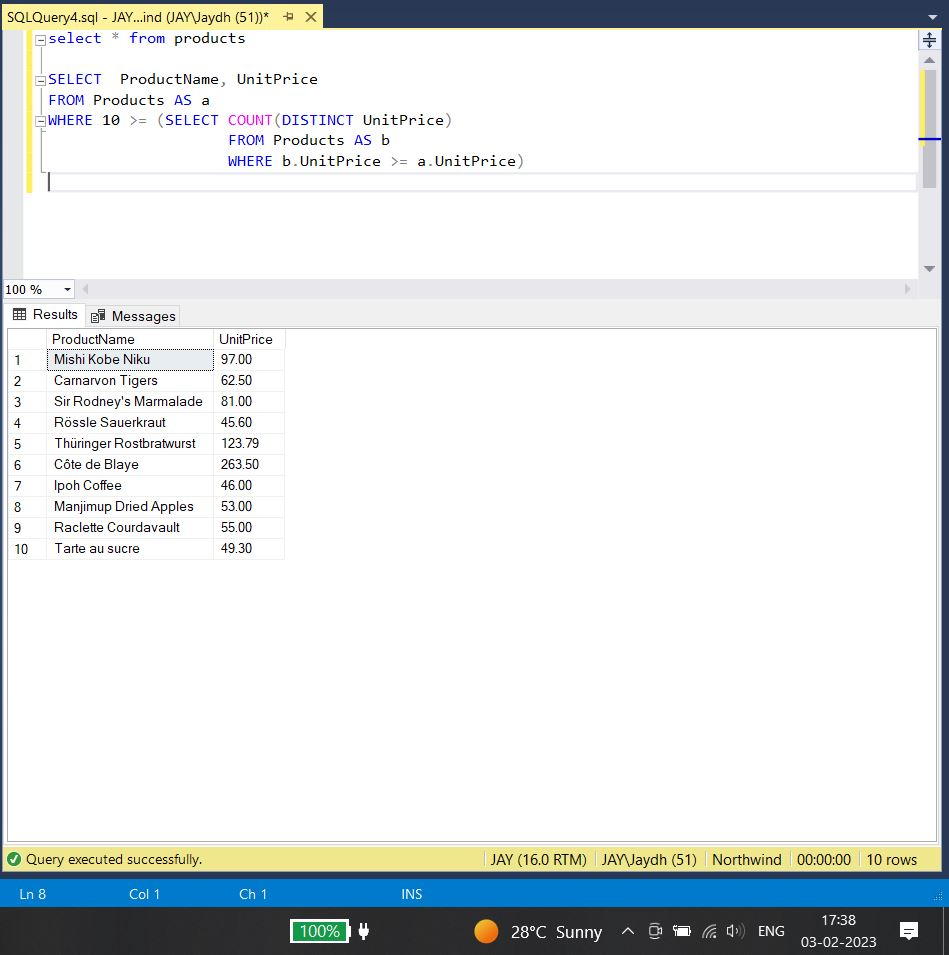 SQLQuery4.sql - JAY...ind (JAY\Jaydh (51))*
select * from products
SELECT  ProductName, UnitPrice
FROM Products AS a
WHERE 10 >= (SELECT COUNT(DISTINCT UnitPrice)
FROM Products AS b
WHERE b.UnitPrice >= a.UnitPrice)
100 %
Results Messages
ProductName UnitPrice
1 Mishi Kobe Niku 97.00
2 Carnarvon Tigers 62.50
3 Sir Rodney's Marmalade 81.00
4 Rössle Sauerkraut 45.60
5 Thüringer Rostbratwurst 123.79
6 Côte de Blaye 263.50
7 Ipoh Coffee 46.00
8 Manjimup Dried Apples 53.00
9 Raclette Courdavault 55.00
10 Tarte au sucre 49.30
Query executed successfully. JAY (16.0 RTM) JAY\Jaydh (51) Northwind 00:00:00 10 rows
Ln 8 Col 1 Ch 1 INS
100% 28°C Sunny ENG 17:38
03-02-2023